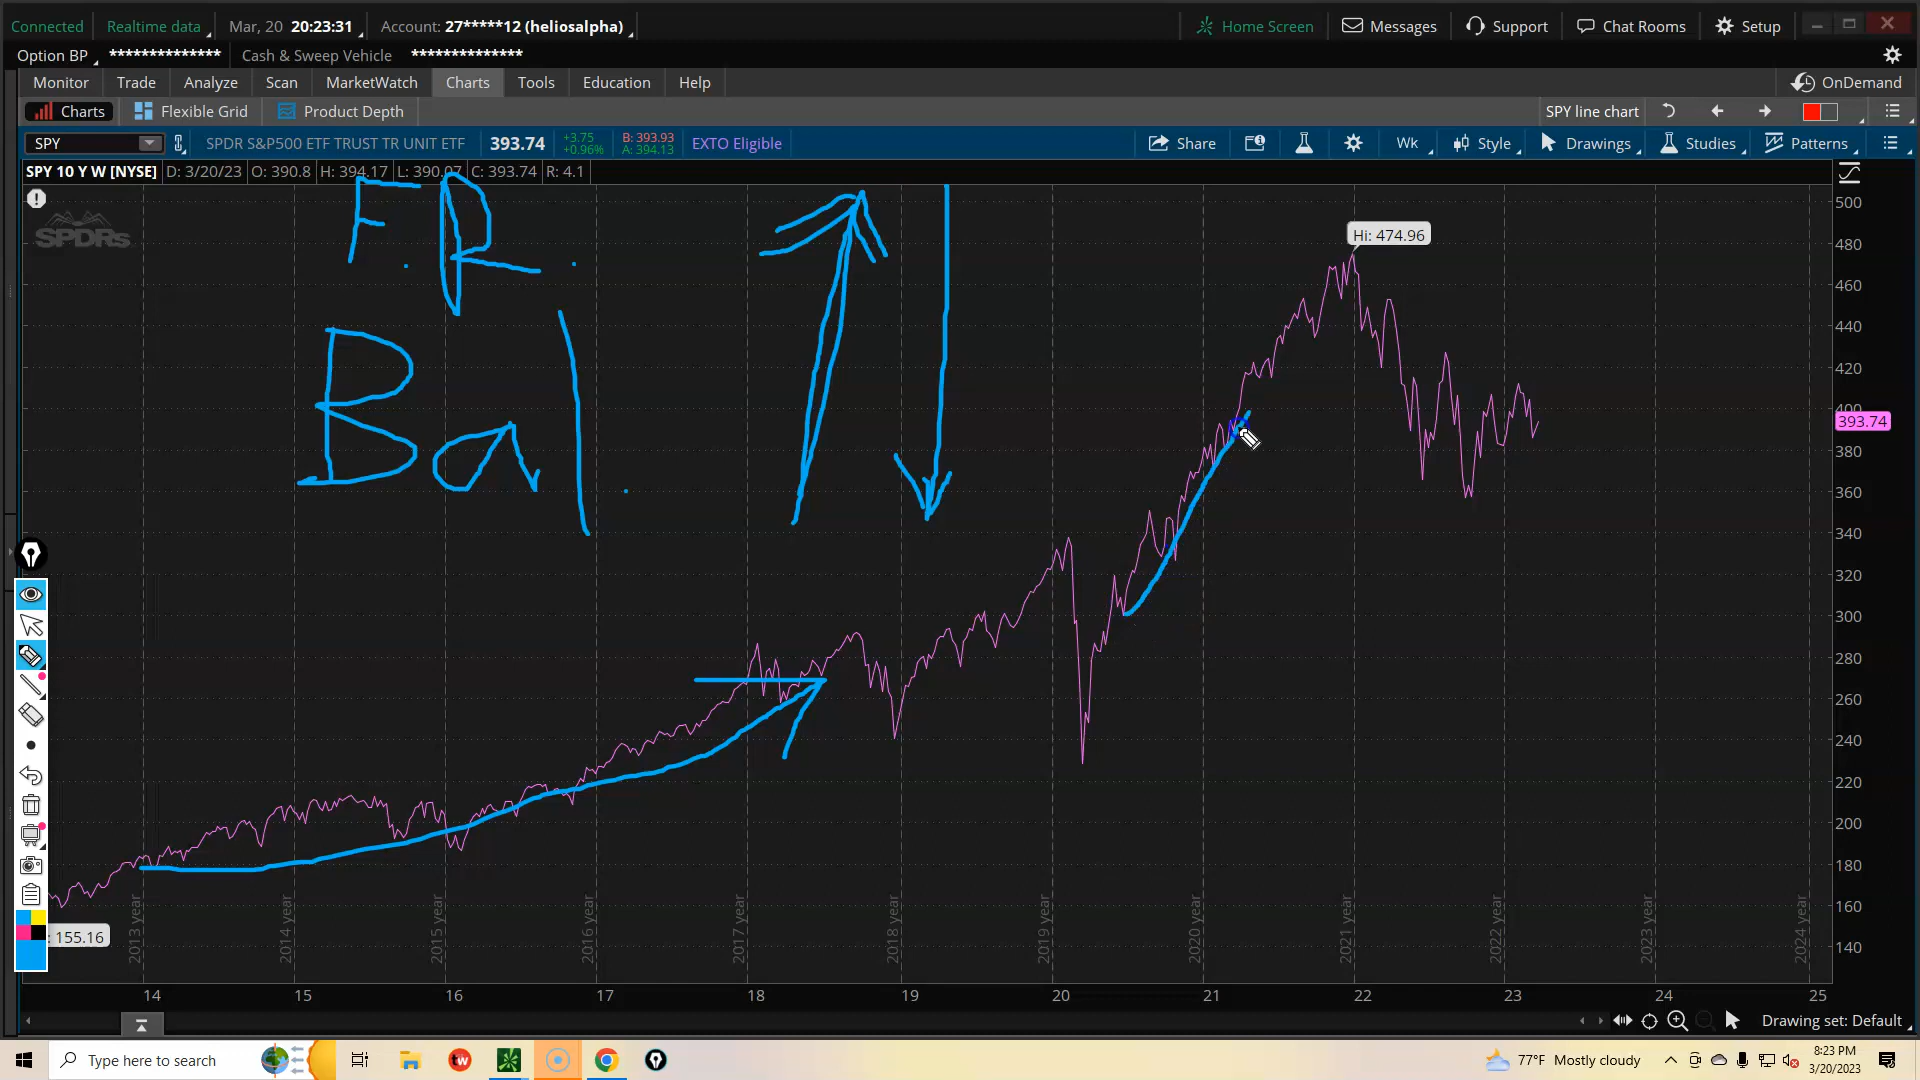 Connected Realtime data Mar, 20 20:23:31 Account: 27*****12 (heliosalpha) Home Screen Messages Support Chat Rooms Setup
Option BP ************** Cash & Sweep Vehicle **************
Monitor Trade Analyze Scan MarketWatch Charts Tools Education Help OnDemand
Charts Flexible Grid Product Depth SPY line chart
SPY SPDR S&P500 ETF TRUST TR UNIT ETF 393.74 +3.75 +0.96% B: 393.93 A: 394.13 EXTO Eligible Share Wk Style Drawings Studies Patterns
SPY 10 Y W [NYSE] D: 3/20/23 O: 390.8 H: 394.17 L: 390.07 C: 393.74 R: 4.1
SPDRs
F.R.
Bal.
Hi: 474.96
500
480
460
440
420
400
393.74
380
360
340
320
300
280
260
240
220
200
180
160
140
: 155.16
2013 year 2014 year 2015 year 2016 year 2017 year 2018 year 2019 year 2020 year 2021 year 2022 year 2023 year 2024 year
14 15 16 17 18 19 20 21 22 23 24 25
Drawing set: Default
Type here to search tw 77°F Mostly cloudy 8:23 PM
3/20/2023